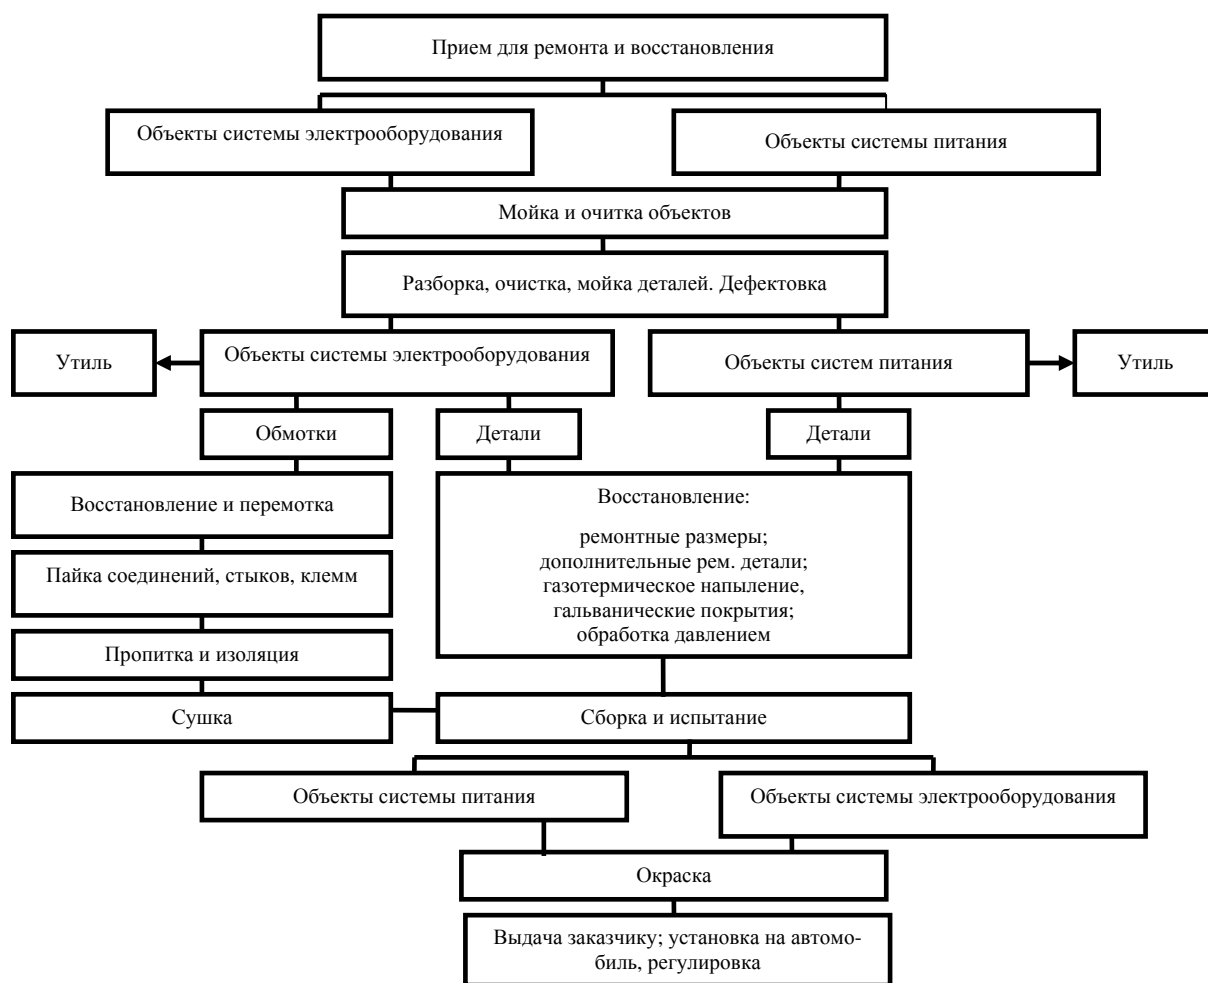 Прием для ремонта и восстановления
Объекты системы электрооборудования
Объекты системы питания
Мойка и очитка объектов
Разборка, очистка, мойка деталей. Дефектовка
Утиль
Объекты системы электрооборудования
Объекты систем питания
Утиль
Обмотки
Детали
Детали
Восстановление и перемотка
Восстановление:
ремонтные размеры;
дополнительные рем. детали;
газотермическое напыление,
гальванические покрытия;
обработка давлением
Пайка соединений, стыков, клемм
Пропитка и изоляция
Сушка
Сборка и испытание
Объекты системы питания
Объекты системы электрооборудования
Окраска
Выдача заказчику; установка на автомо-
биль, регулировка